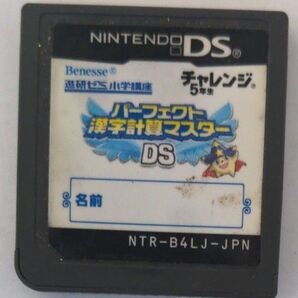 NINTENDO DS®
Benesse®
進研ゼミ小学講座
チャレンジ®
5年生
パーフェクト
漢字計算マスター
DS
名前
NTR-B4LJ-JPN